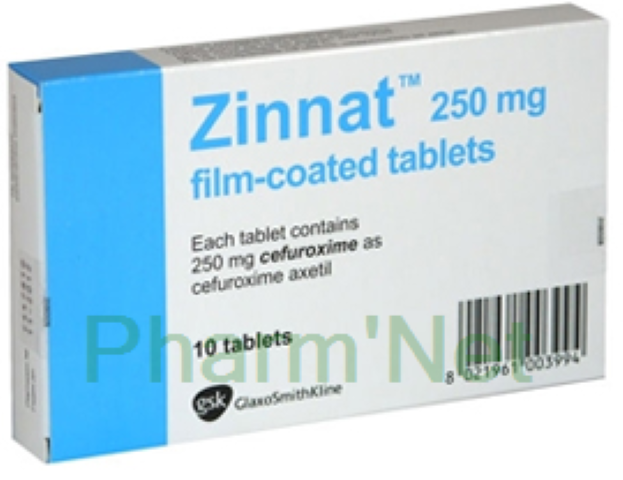 Zinnat™ 250 mg
film-coated tablets
Each tablet contains
250 mg cefuroxime as
cefuroxime axetil
10 tablets
Pharm'Net
gsk GlaxoSmithKline
8 021961 003994